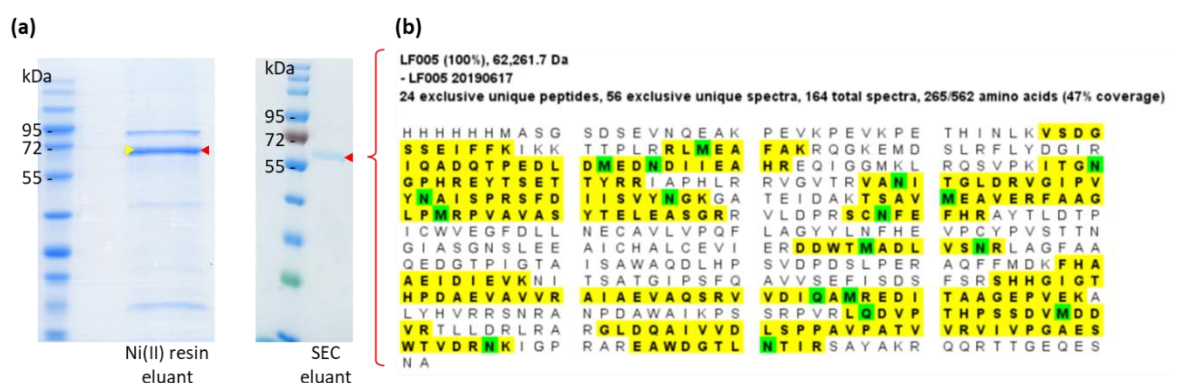 (a)
kDa
95 -
72 -
55 -
Ni(II) resin
eluant
kDa
95 -
72 -
55 -
SEC
eluant
(b)
LF005 (100%), 62,261.7 Da
- LF005 20190617
24 exclusive unique peptides, 56 exclusive unique spectra, 164 total spectra, 265/562 amino acids (47% coverage)
HHHHHHMASG SDSEVNQEAK PEVKPEVKPE THINLKVSDG
SSEIFFKIKK TTPLRRLMEA FAKRQGKEMD SLRFLYDGIR
IQADQTPEDL DMEDNDIIEA HREQIGGMKL RQSVPKITGN
GPHREYTSET TYRRIAPHLR RVGVTRVANI TGLDRVGIPV
YNAISPRSFD IISVYNGKGA TEIDAKTSAV MEAVERFAAG
LPMRPVAVAS YTELEASGRR VLDPRSCNFE FHRAYTLDTP
ICWVEGFDLL NECAVLVPQF LAGYYLNFHE VPCYPVSTTN
GIASGNSLEE AICHALCEVI ERDDWTMADL VSNRLAGFAA
QEDGTPIGTA ISAWAQDLHP SVDPDSLPER AQFFMDKFHA
AEIDIEVKNI TSATGIPSFQ AVVSEFISDS FSRSHHGIGT
HPDAEVAVVR AIAEVAQSRV VDIQAMREDI TAAGEPVEKA
LYHVRRSNRA NPDAWAIKPS SRPVRLQDVP THPSSDVMDD
VRTLLDRLRA RGLDQAIVVD LSPPAVPATV VRVIVPGAES
WTVDRNKIGP RAREAWDGTL NTIRSAYAKR QQRTTGEQES
NA